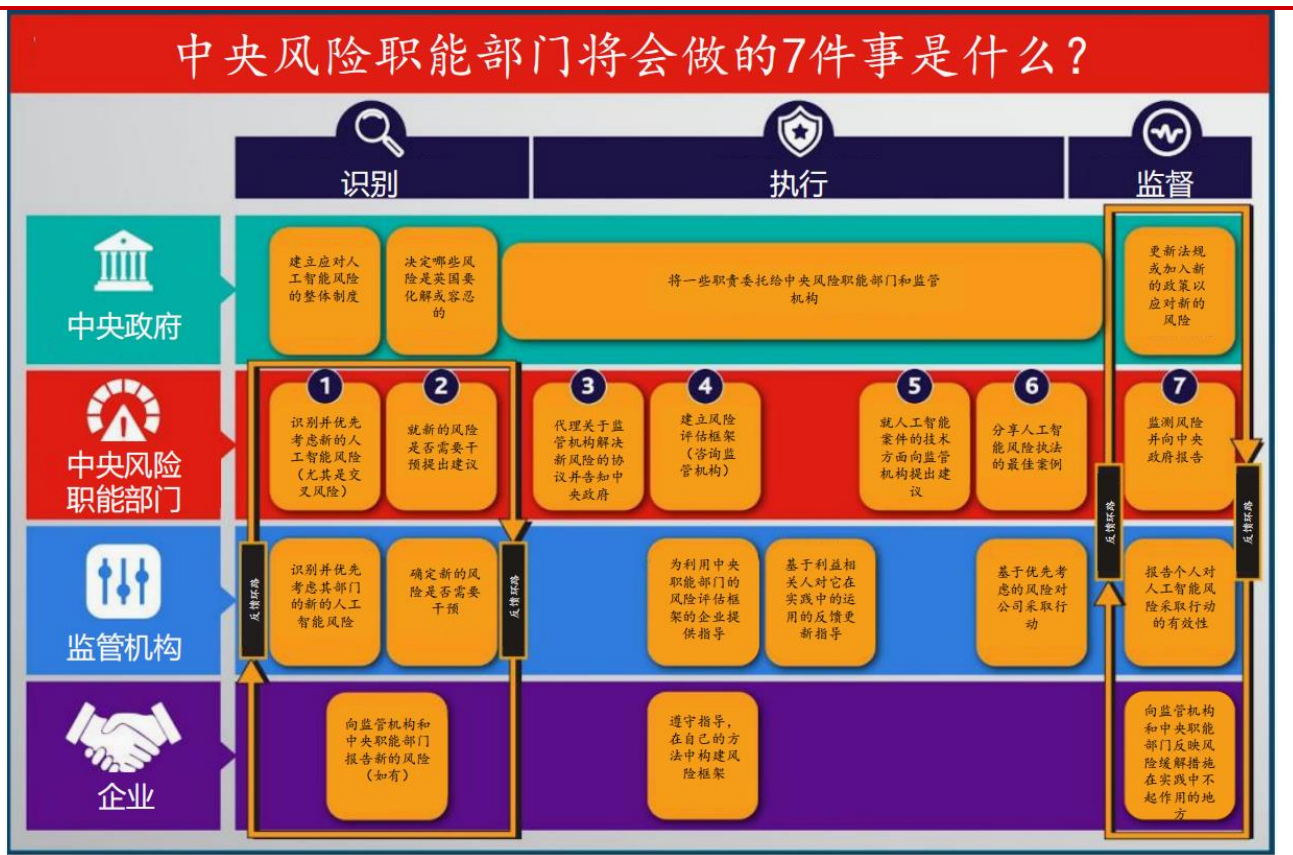 中央风险职能部门将会做的7件事是什么?
识别
执行
监督
中央政府
建立应对人
工智能风险
的整体制度
决定哪些风
险是英国要
化解或容忍
的
将一些职责委托给中央风险职能部门和监管
机构
更新法规
或加入新
的政策以
应对新的
风险
中央风险
职能部门
1
识别并优先
考虑新的人
工智能风险
(尤其是交
叉风险)
2
就新的风险
是否需要干
预提出建议
3
代理关于监
管机构解决
新风险的协
议并告知中
央政府
4
建立风险
评估框架
(咨询监
管机构)
5
就人工智能
案件的技术
方面向监管
机构提出建
议
6
分享人工智
能风险执法
的最佳案例
7
监测风险
并向中央
政府报告
反馈环路
反馈环路
监管机构
反馈环路
识别并优先
考虑其部门
的新的人工
智能风险
确定新的风
险是否需要
干预
反馈环路
为利用中央
职能部门的
风险评估框
架的企业提
供指导
基于利益相
关人对它在
实践中的运
用的反馈更
新指导
基于优先考
虑的风险对
公司采取行
动
报告个人对
人工智能风
险采取行动
的有效性
企业
向监管机构和
中央职能部门
报告新的风险
(如有)
遵守指导，
在自己的方
法中构建风
险框架
向监管机构
和中央职能
部门反映风
险缓解措施
在实践中不
起作用的地
方